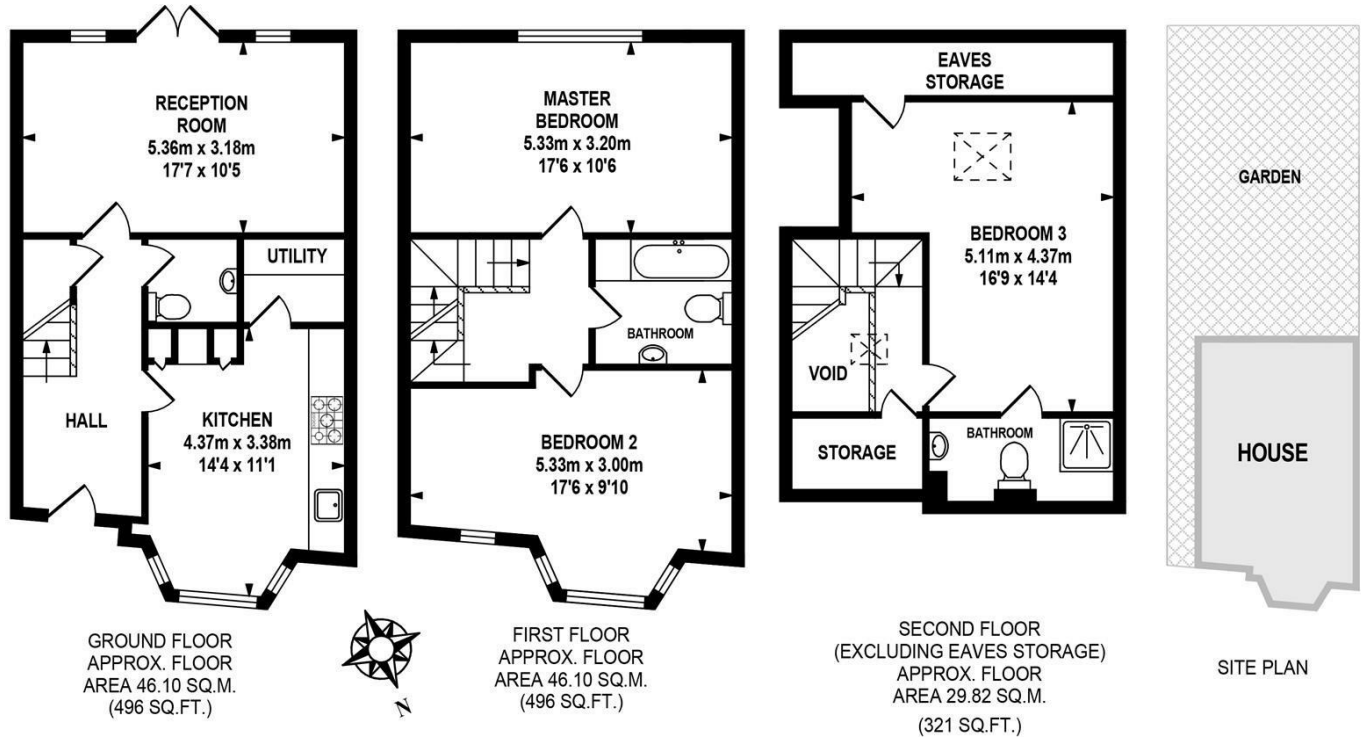 RECEPTION
ROOM
5.36m x 3.18m
17'7 x 10'5
UTILITY
HALL
KITCHEN
4.37m x 3.38m
14'4 x 11'1
GROUND FLOOR
APPROX. FLOOR
AREA 46.10 SQ.M.
(496 SQ.FT.)
N
MASTER
BEDROOM
5.33m x 3.20m
17'6 x 10'6
BATHROOM
BEDROOM 2
5.33m x 3.00m
17'6 x 9'10
FIRST FLOOR
APPROX. FLOOR
AREA 46.10 SQ.M.
(496 SQ.FT.)
EAVES
STORAGE
BEDROOM 3
5.11m x 4.37m
16'9 x 14'4
VOID
STORAGE
BATHROOM
SECOND FLOOR
(EXCLUDING EAVES STORAGE)
APPROX. FLOOR
AREA 29.82 SQ.M.
(321 SQ.FT.)
GARDEN
HOUSE
SITE PLAN